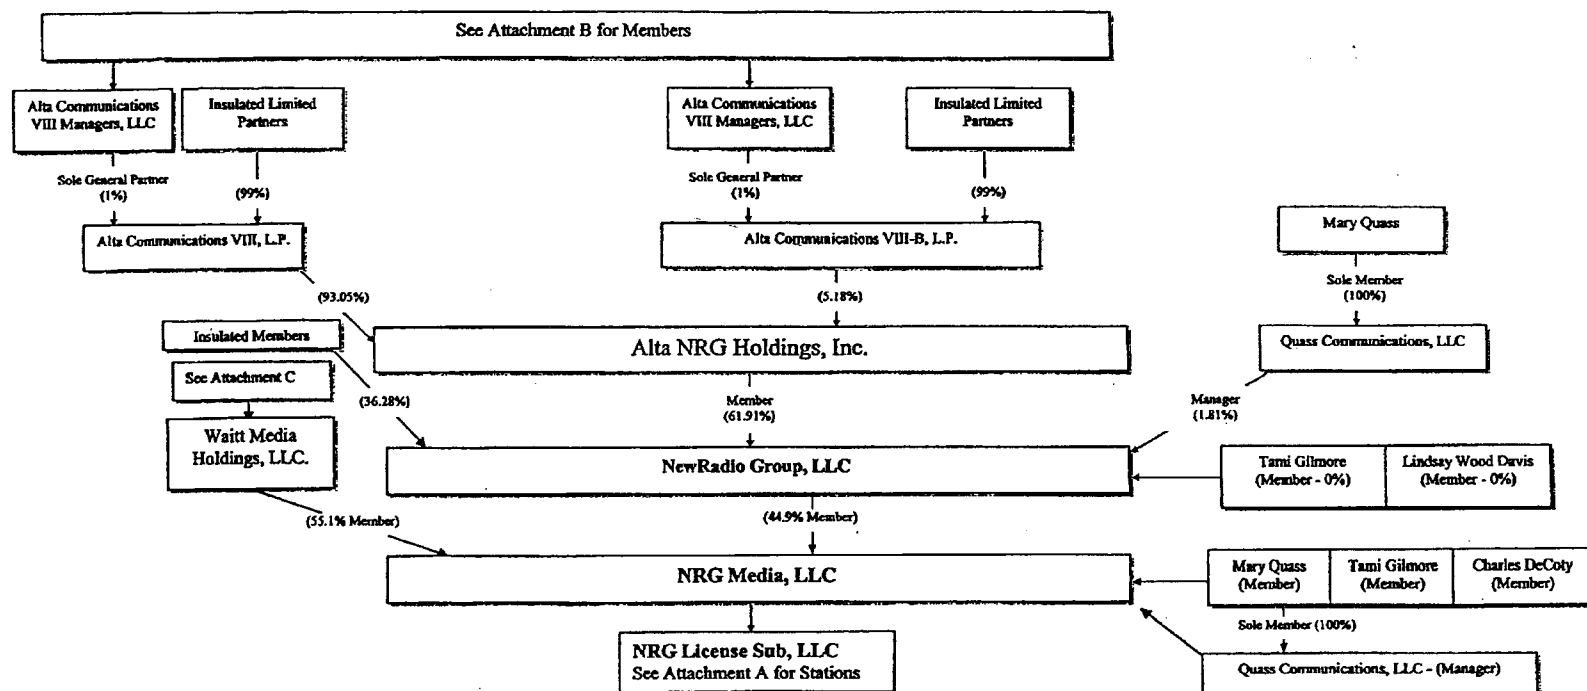 See Attachment B for Members
Alta Communications
VIII Managers, LLC
Insulated Limited
Partners
Alta Communications
VIII Managers, LLC
Insulated Limited
Partners
Sole General Partner
(1%)
(99%)
Sole General Partner
(1%)
(99%)
Alta Communications VIII, L.P.
Alta Communications VIII-B, L.P.
Mary Quass
Sole Member
(100%)
(93.05%)
(5.18%)
Insulated Members
Alta NRG Holdings, Inc.
Quass Communications, LLC
See Attachment C
(36.28%)
Member
(61.91%)
Manager
(1.81%)
Waitt Media
Holdings, LLC.
NewRadio Group, LLC
Tami Gilmore
(Member - 0%)
Lindsay Wood Davis
(Member - 0%)
(55.1% Member)
(44.9% Member)
NRG Media, LLC
Mary Quass
(Member)
Tami Gilmore
(Member)
Charles DeCoty
(Member)
Sole Member (100%)
NRG License Sub, LLC
See Attachment A for Stations
Quass Communications, LLC - (Manager)